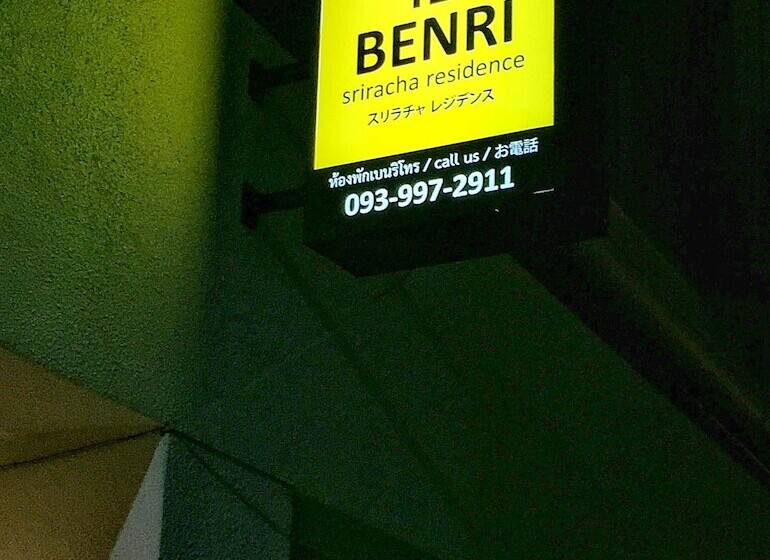 BENRI
sriracha residence
スリラチャ レジデンス
ห้องพักเบนริโทร / call us / お電話
093-997-2911